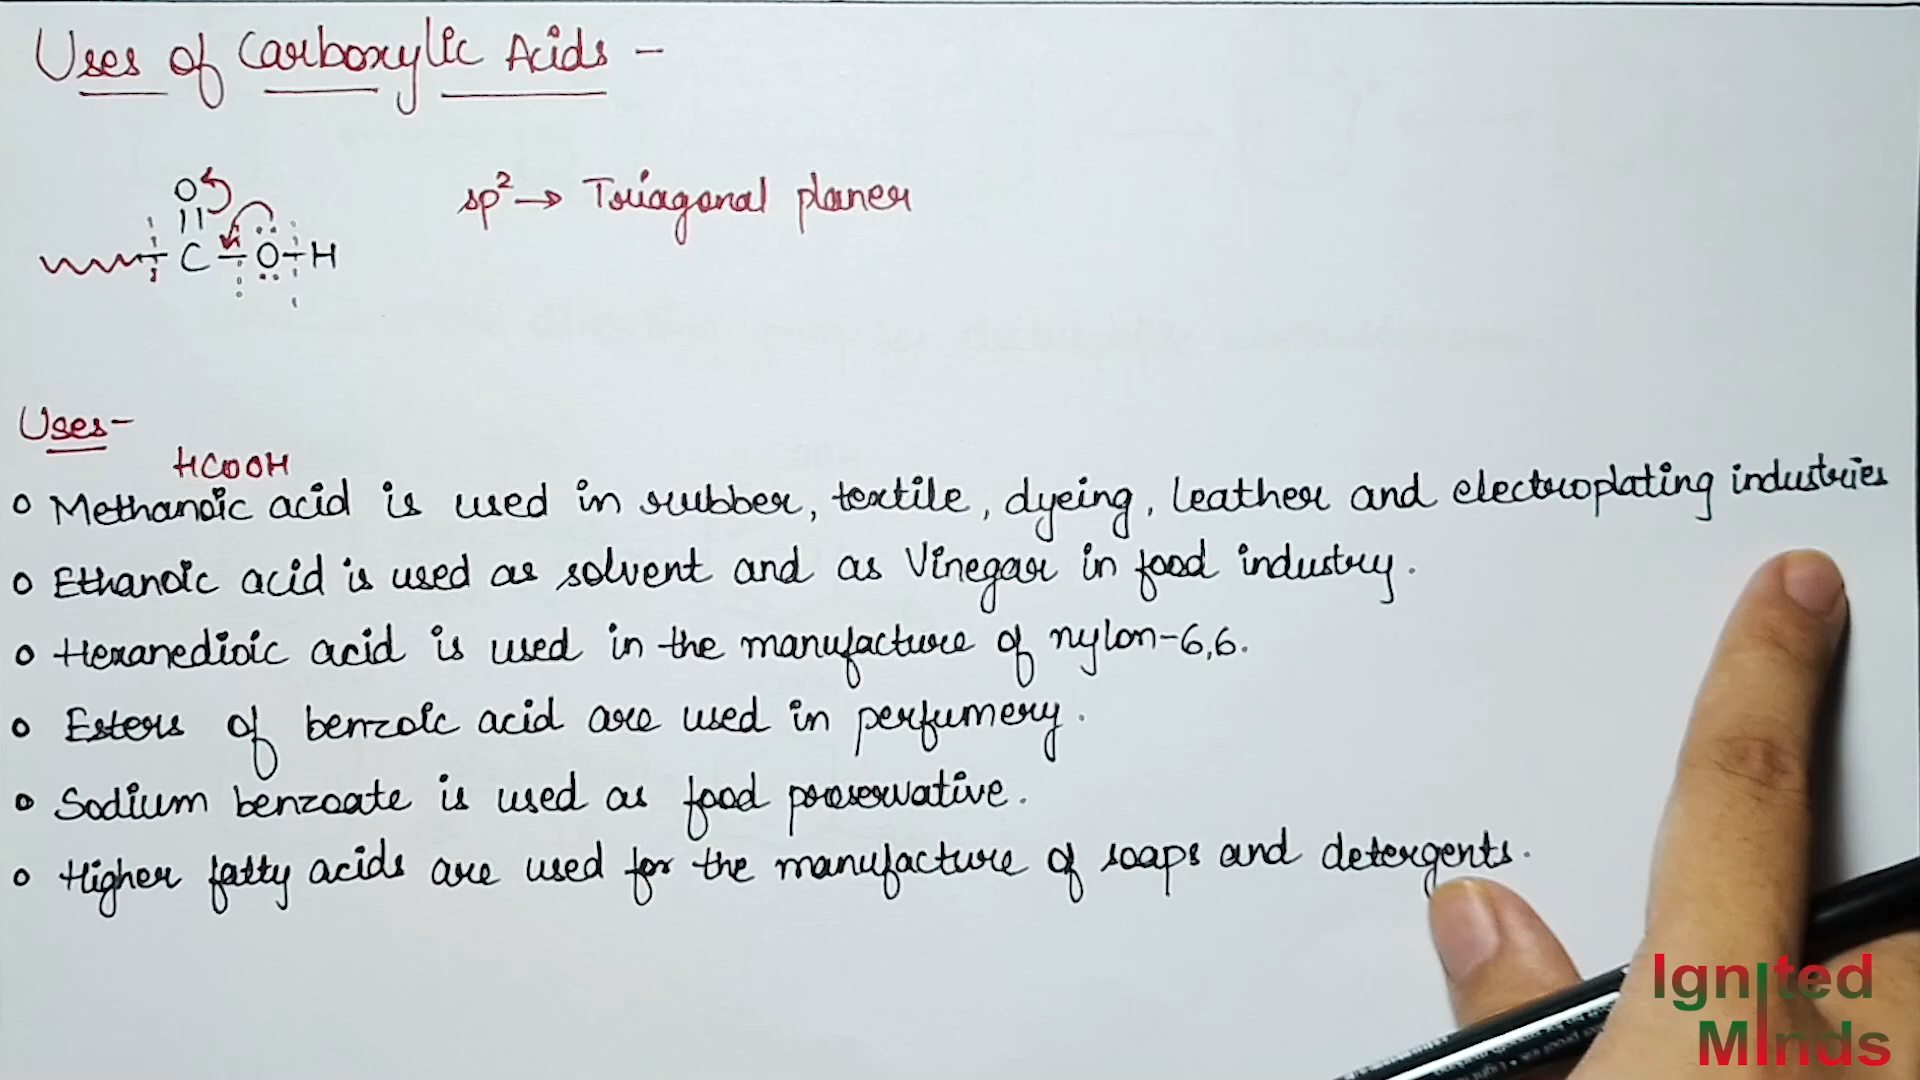 Uses of Carboxylic Acids -
O
C - O - H
sp² → Triagonal planer
Uses-
HCOOH
Methanoic acid is used in rubber, textile, dyeing, leather and electroplating industries
Ethanoic acid is used as solvent and as Vinegar in food industry.
Hexanedioic acid is used in the manufacture of nylon-6,6.
Esters of benzoic acid are used in perfumery.
Sodium benzoate is used as food preservative.
Higher fatty acids are used for the manufacture of soaps and detergents.
Ignited
Minds